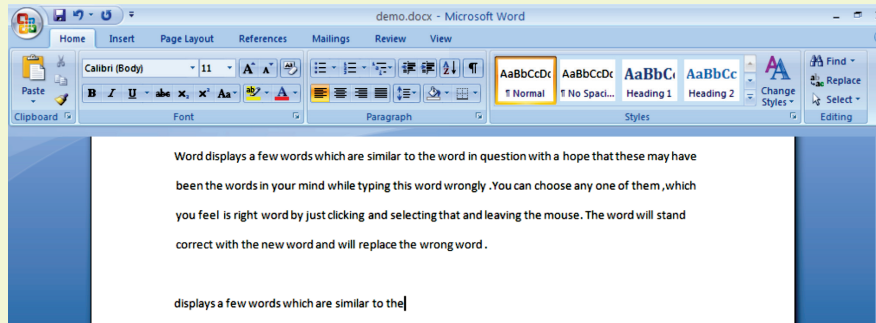 demo.docx - Microsoft Word
Home Insert Page Layout References Mailings Review View
Paste
Calibri (Body) 11
A A
B I U abe x, x² Aa A
AaBbCcDc AaBbCcDc AaBbC AaBbCc
¶ Normal ¶ No Spaci... Heading 1 Heading 2
Change Styles
Find
Replace
Select
Clipboard Font Paragraph Styles Editing
Word displays a few words which are similar to the word in question with a hope that these may have
been the words in your mind while typing this word wrongly .You can choose any one of them ,which
you feel is right word by just clicking and selecting that and leaving the mouse. The word will stand
correct with the new word and will replace the wrong word .
displays a few words which are similar to the